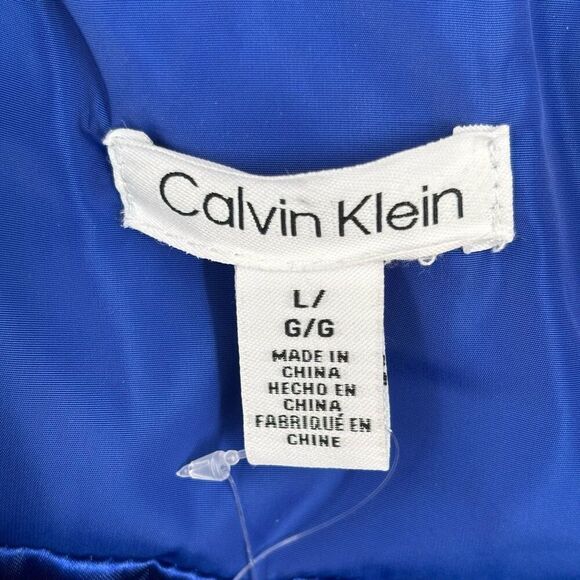 Calvin Klein
L/
G/G
MADE IN
CHINA
HECHO EN
CHINA
FABRIQUÉ EN
CHINE